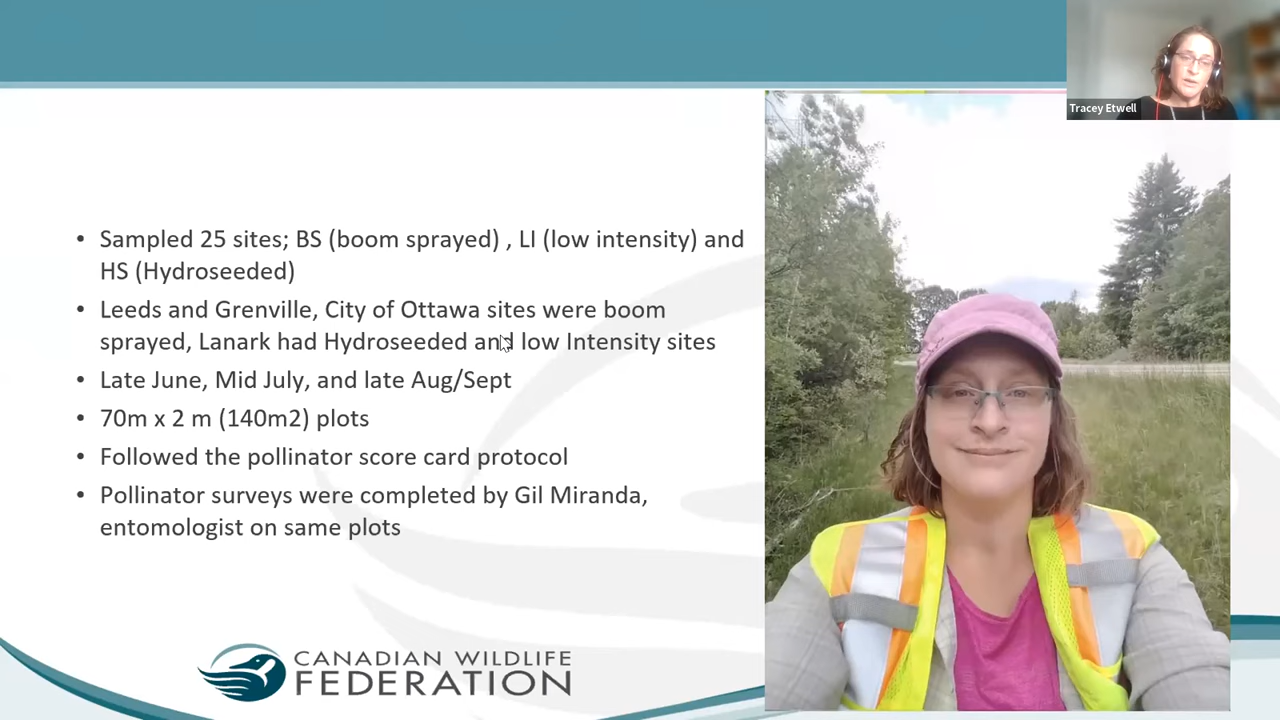 Tracey Etwell
• Sampled 25 sites; BS (boom sprayed) , LI (low intensity) and
HS (Hydroseeded)
• Leeds and Grenville, City of Ottawa sites were boom
sprayed, Lanark had Hydroseeded and low Intensity sites
• Late June, Mid July, and late Aug/Sept
• 70m x 2 m (140m2) plots
• Followed the pollinator score card protocol
• Pollinator surveys were completed by Gil Miranda,
entomologist on same plots
CANADIAN WILDLIFE
FEDERATION